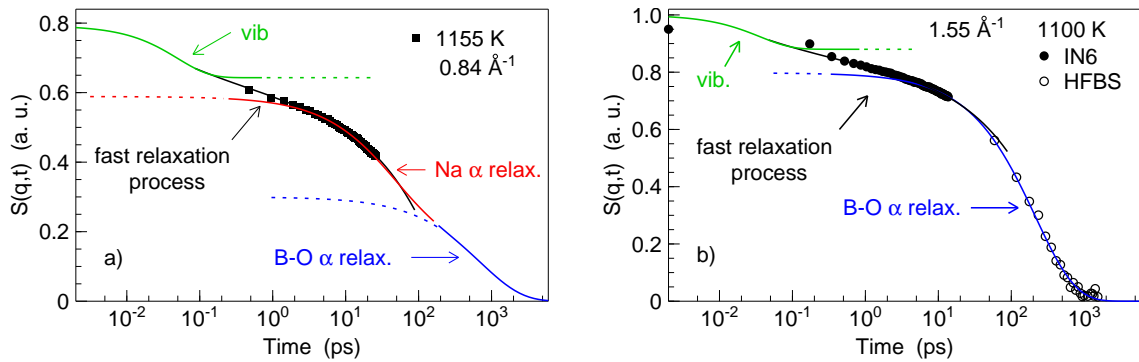 0.8
0.6
0.4
0.2
0
S(q,t) (a. u.)
vib
1155 K
0.84 Å⁻¹
fast relaxation
process
Na α relax.
B-O α relax.
a)
10⁻² 10⁻¹ 10⁰ 10¹ 10² 10³
Time (ps)
1.0
0.8
0.6
0.4
0.2
0.0
S(q,t) (a. u.)
1.55 Å⁻¹ 1100 K
IN6
HFBS
vib.
fast relaxation
process
B-O α relax.
b)
10⁻² 10⁻¹ 10⁰ 10¹ 10² 10³
Time (ps)